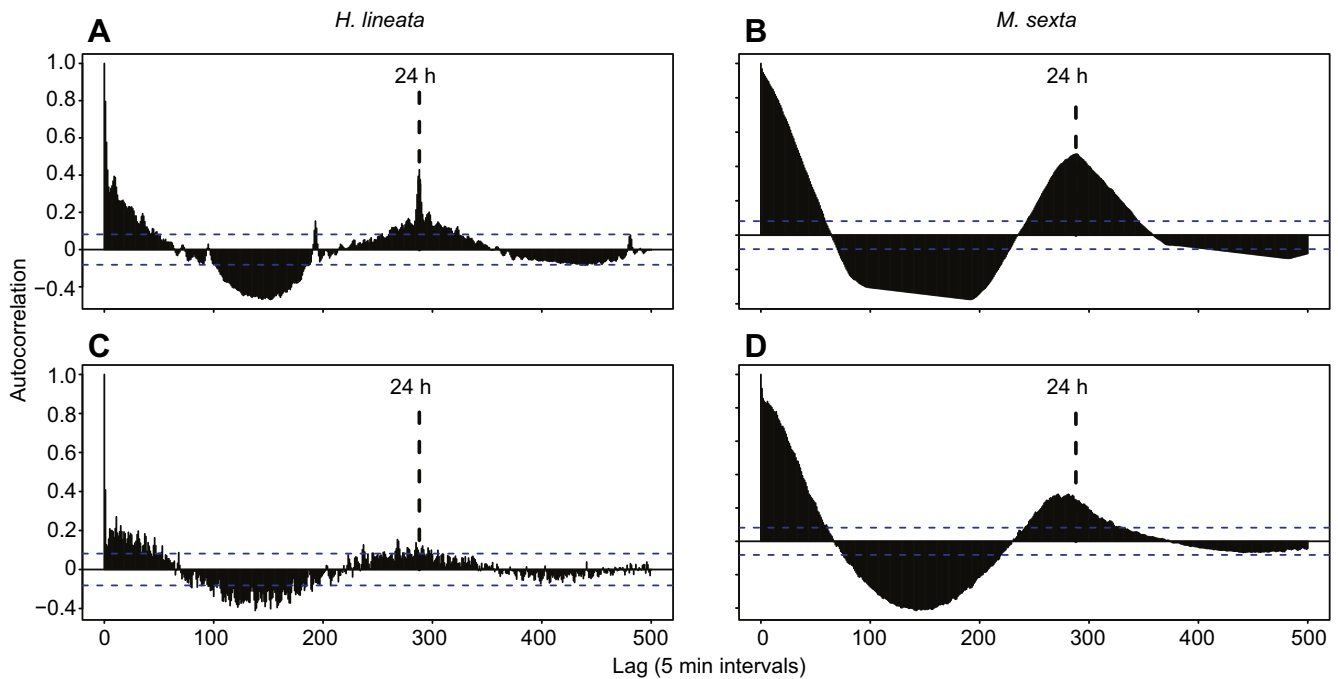 H. lineata
M. sexta
A
B
24 h
24 h
1.0
0.8
0.6
0.4
0.2
0
−0.4
C
D
24 h
24 h
1.0
0.8
0.6
0.4
0.2
0
−0.4
Autocorrelation
0 100 200 300 400 500
0 100 200 300 400 500
Lag (5 min intervals)